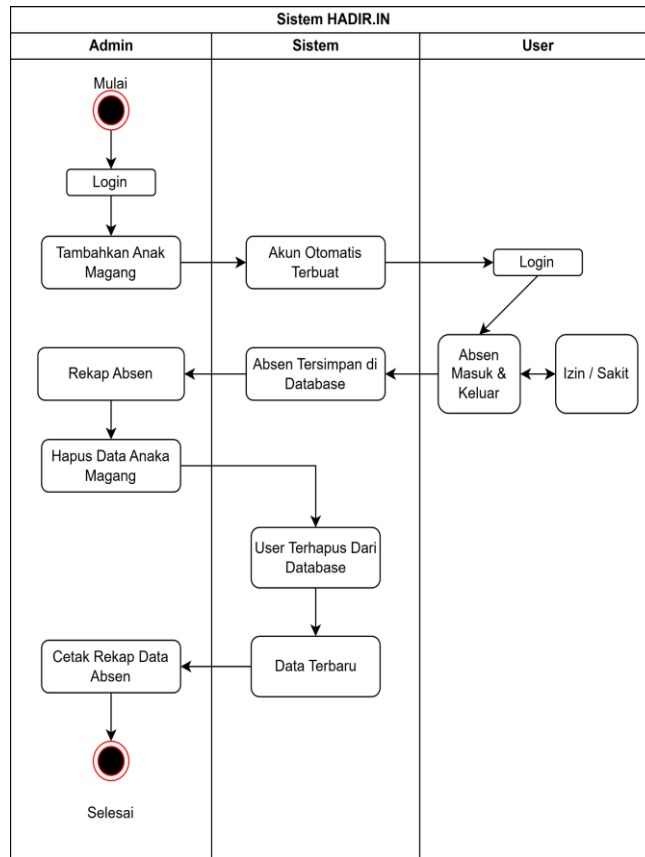 Sistem HADIR.IN
Admin
Sistem
User
Mulai
Login
Tambahkan Anak
Magang
Akun Otomatis
Terbuat
Login
Rekap Absen
Absen Tersimpan di
Database
Absen
Masuk &
Keluar
Izin / Sakit
Hapus Data Anaka
Magang
User Terhapus Dari
Database
Cetak Rekap Data
Absen
Data Terbaru
Selesai